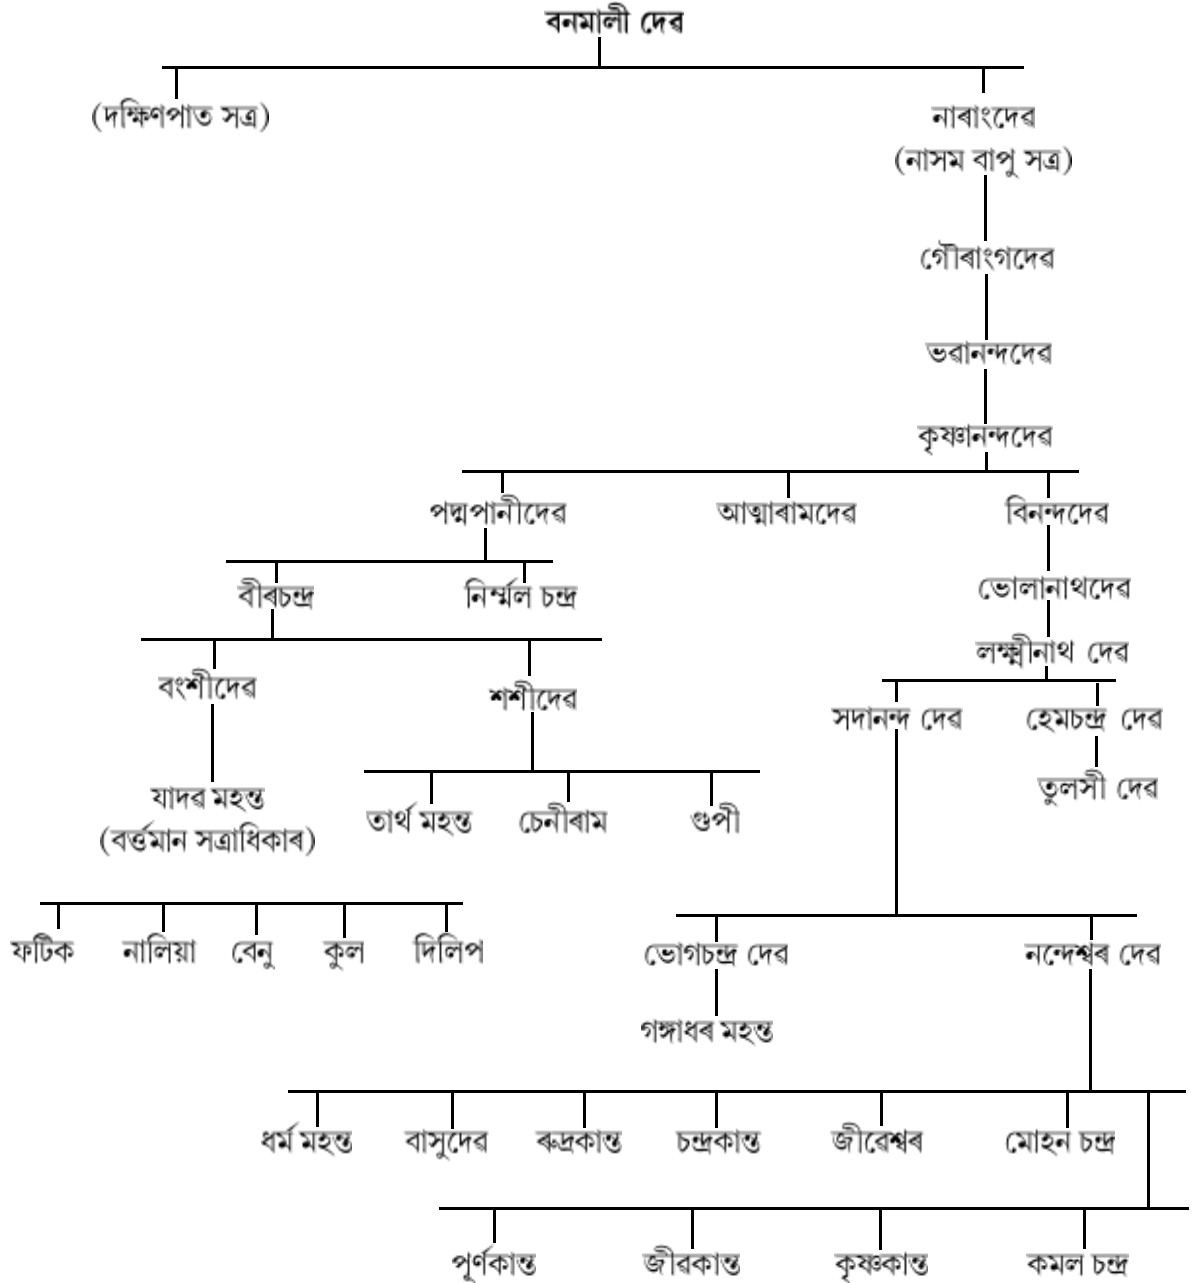 বনমালী দেৱ
(দক্ষিণপাত সত্ৰ)
নাৰাংদেৱ
(নাসম বাপু সত্ৰ)
গৌৰাংগদেৱ
ভৱানন্দদেৱ
কৃষ্ণানন্দদেৱ
পদ্মপানীদেৱ আত্মাৰামদেৱ বিনন্দদেৱ
বীৰচন্দ্ৰ নিৰ্ম্মল চন্দ্ৰ ভোলানাথদেৱ
লক্ষ্মীনাথ দেৱ
বংশীদেৱ শশীদেৱ
সদানন্দ দেৱ হেমচন্দ্ৰ দেৱ
তুলসী দেৱ
যাদৱ মহন্ত
(বৰ্ত্তমান সত্ৰাধিকাৰ)
তাৰ্থ মহন্ত চেনীৰাম গুপী
ফটিক নালিয়া বেনু কুল দিলিপ
ভোগচন্দ্ৰ দেৱ নন্দেশ্বৰ দেৱ
গঙ্গাধৰ মহন্ত
ধৰ্ম মহন্ত বাসুদেৱ ৰুদ্ৰকান্ত চন্দ্ৰকান্ত জীৱেশ্বৰ মোহন চন্দ্ৰ
পূৰ্ণকান্ত জীৱকান্ত কৃষ্ণকান্ত কমল চন্দ্ৰ